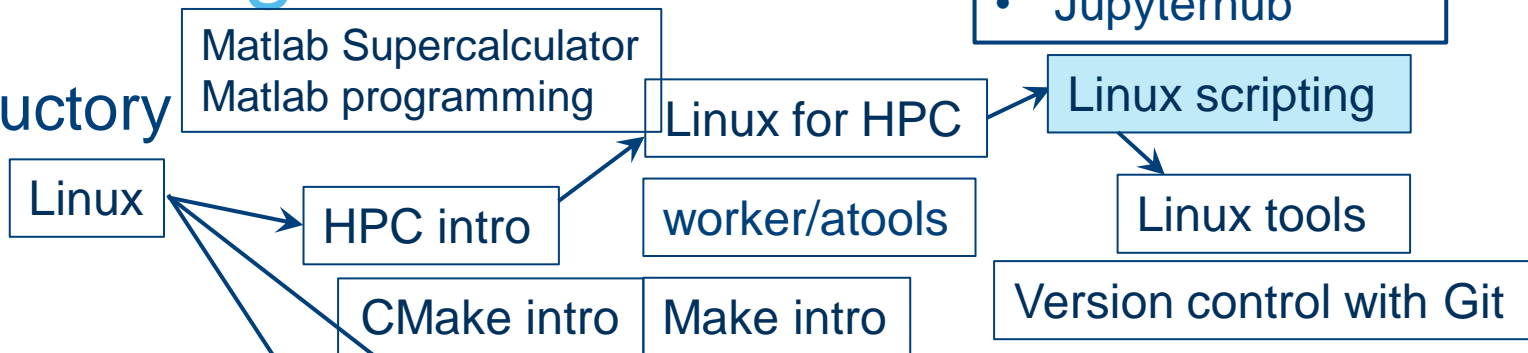 • Jupyterhub
Matlab Supercalculator
Matlab programming
uctory
Linux for HPC
Linux scripting
Linux
HPC intro
worker/atools
Linux tools
CMake intro
Make intro
Version control with Git